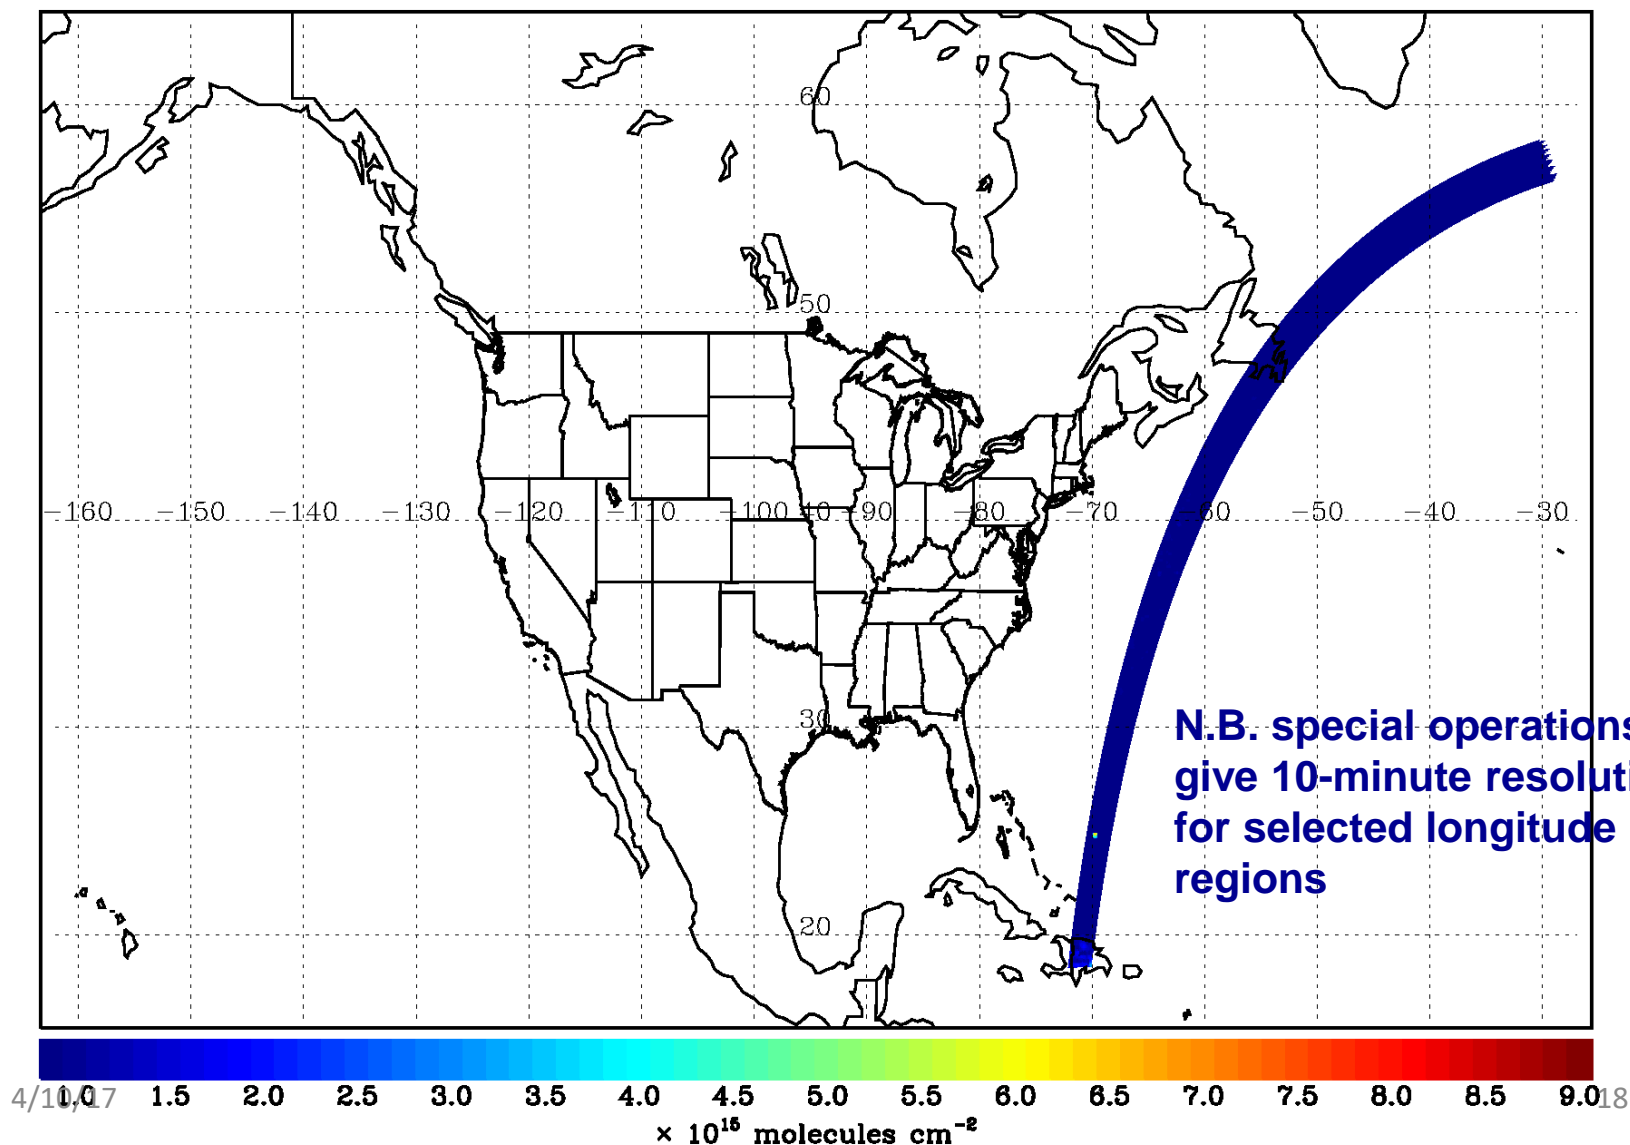 60
50
-160 -150 -140 -130 -120 -110 -100 40 -90 -80 -70 -60 -50 -40 -30
30
N.B. special operations
give 10-minute
for selected longitude
regions
20
1.0 1.5 2.0 2.5 3.0 3.5 4.0 4.5 5.0 5.5 6.0 6.5 7.0 7.5 8.0 8.5 9.0
4/10/17
18
× 10¹⁵ molecules cm⁻²